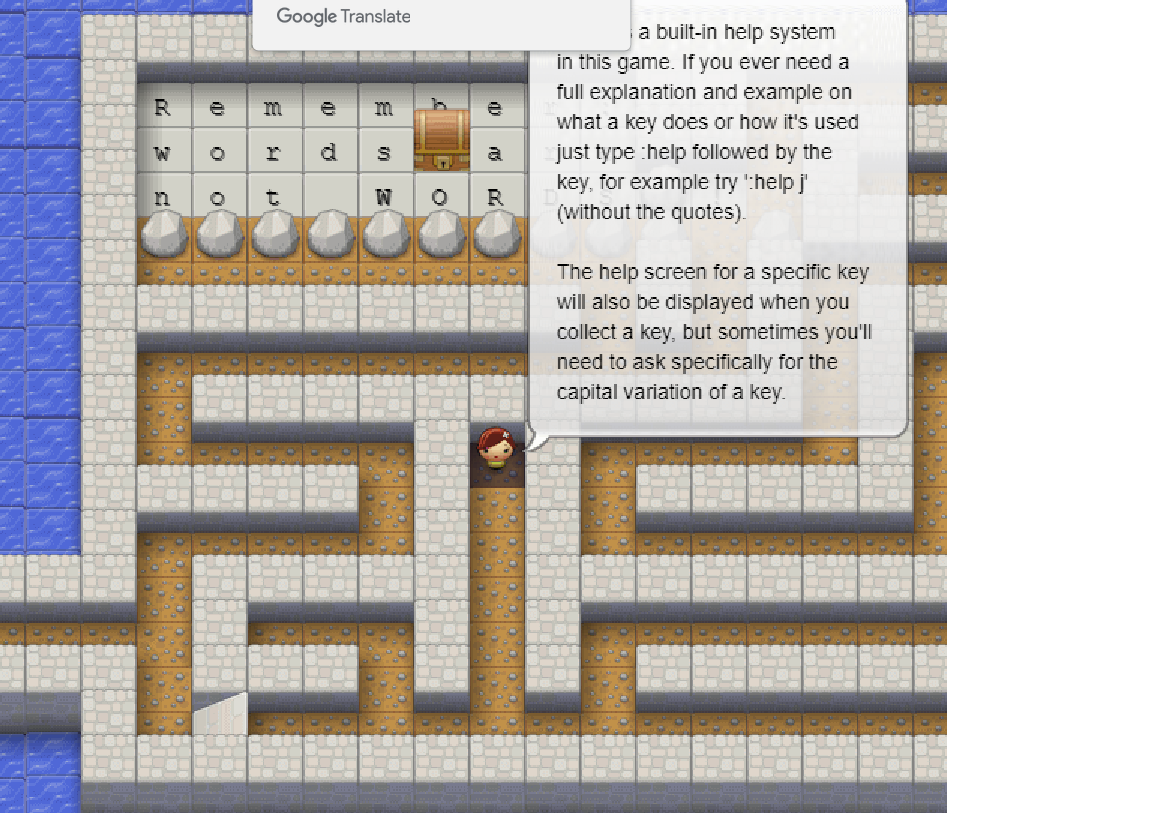 Google Translate
a built-in help system
in this game. If you ever need a
full explanation and example on
what a key does or how it's used
just type :help followed by the
key, for example try ':help j'
(without the quotes).
The help screen for a specific key
will also be displayed when you
collect a key, but sometimes you'll
need to ask specifically for the
capital variation of a key.
R e m e m b e
w o r d s a
n o t W O R D S